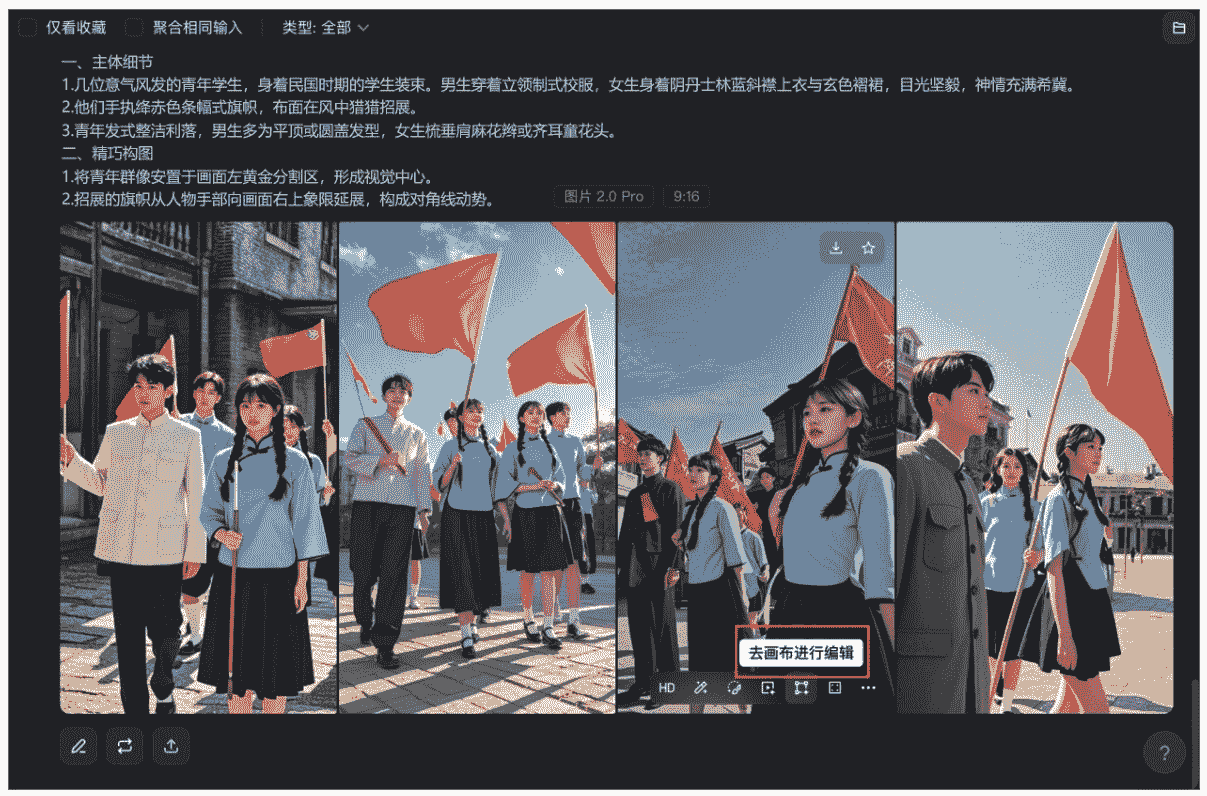 仅看收藏 聚合相同输入 类型: 全部
一、主体细节
1.几位意气风发的青年学生，身着民国时期的学生装束。男生穿着立领制式校服，女生身着阴丹士林蓝斜襟上衣与玄色褶裙，目光坚毅，神情充满希冀。
2.他们手执绛赤色条幅式旗帜，布面在风中猎猎招展。
3.青年发式整洁利落，男生多为平顶或圆盖发型，女生梳垂肩麻花辫或齐耳童花头。
二、精巧构图
1.将青年群像安置于画面左黄金分割区，形成视觉中心。
2.招展的旗帜从人物手部向画面右上象限延展，构成对角线动势。
图片 2.0 Pro 9:16
去画布进行编辑
HD
?